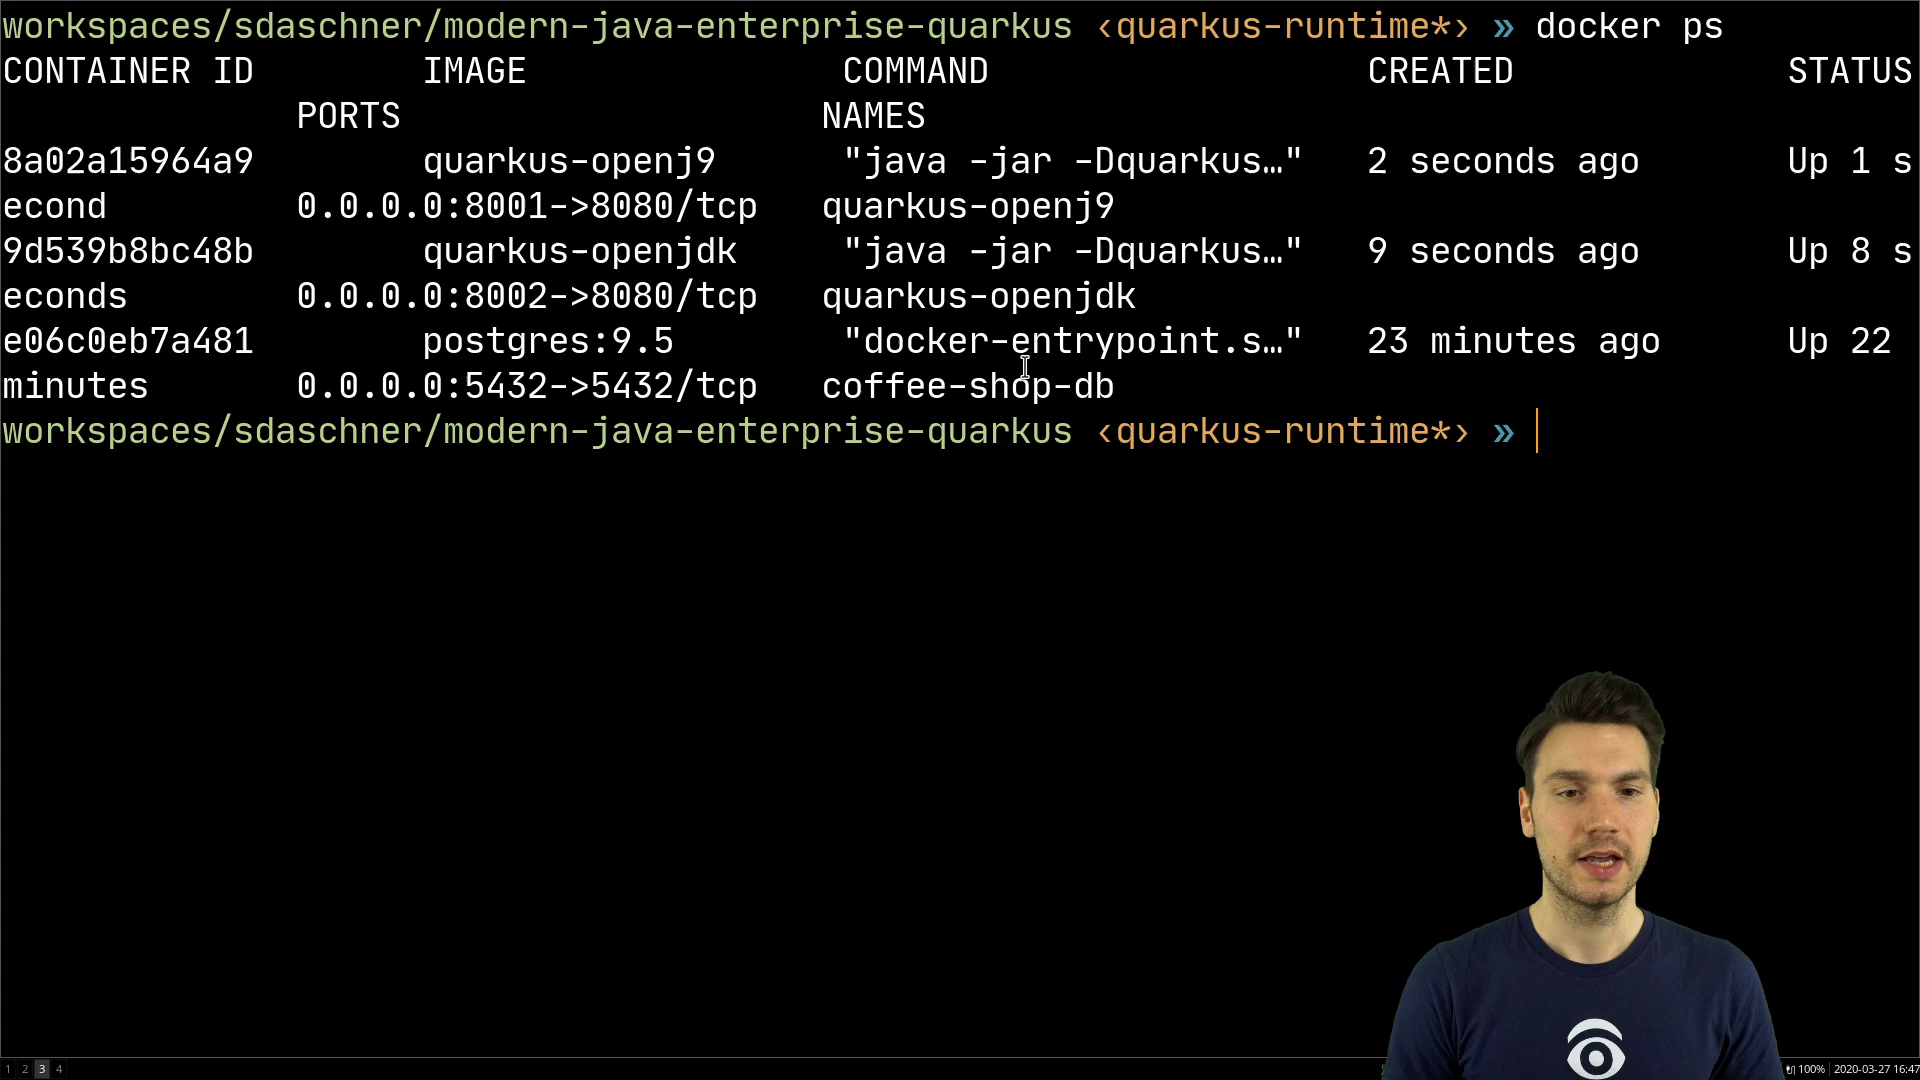 workspaces/sdaschner/modern-java-enterprise-quarkus ‹quarkus-runtime*› » docker ps
CONTAINER ID        IMAGE               COMMAND                  CREATED             STATUS
              PORTS                    NAMES
8a02a15964a9        quarkus-openj9      "java -jar -Dquarkus…"   2 seconds ago       Up 1 s
econd         0.0.0.0:8001->8080/tcp   quarkus-openj9
9d539b8bc48b        quarkus-openjdk     "java -jar -Dquarkus…"   9 seconds ago       Up 8 s
econds        0.0.0.0:8002->8080/tcp   quarkus-openjdk
e06c0eb7a481        postgres:9.5        "docker-entrypoint.s…"   23 minutes ago      Up 22
minutes       0.0.0.0:5432->5432/tcp   coffee-shop-db
workspaces/sdaschner/modern-java-enterprise-quarkus ‹quarkus-runtime*› »
1 2 3 4
100% 2020-03-27 16:47